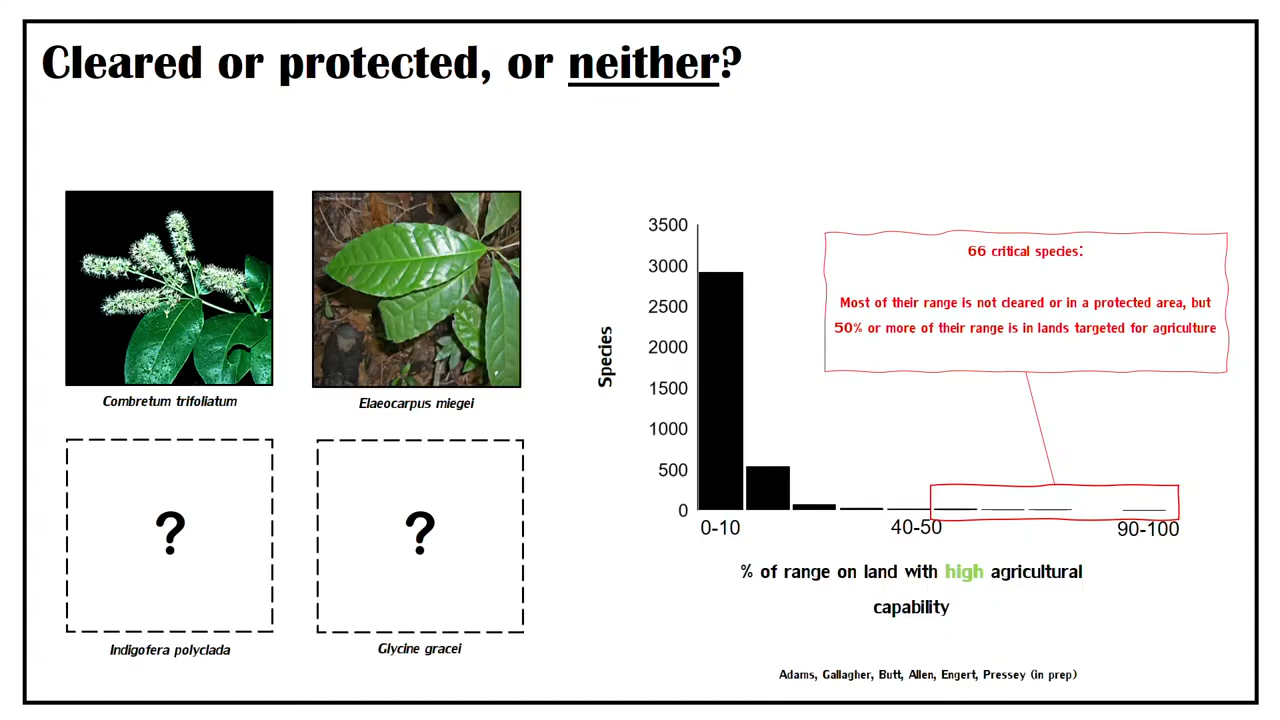 Cleared or protected, or neither?
Combretum trifoliatum
Elaeocarpus miegei
?
?
Indigofera polyclada
Glycine gracei
3500
3000
2500
2000
1500
1000
500
0
Species
0-10
40-50
90-100
% of range on land with high agricultural
capability
66 critical species:
Most of their range is not cleared or in a protected area, but
50% or more of their range is in lands targeted for agriculture
Adams, Gallagher, Butt, Allen, Engert, Pressey (in prep)